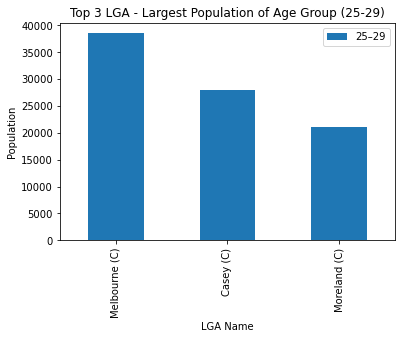 Top 3 LGA - Largest Population of Age Group (25-29)
25–29
Population
40000
35000
30000
25000
20000
15000
10000
5000
0
Melbourne (C)
Casey (C)
Moreland (C)
LGA Name